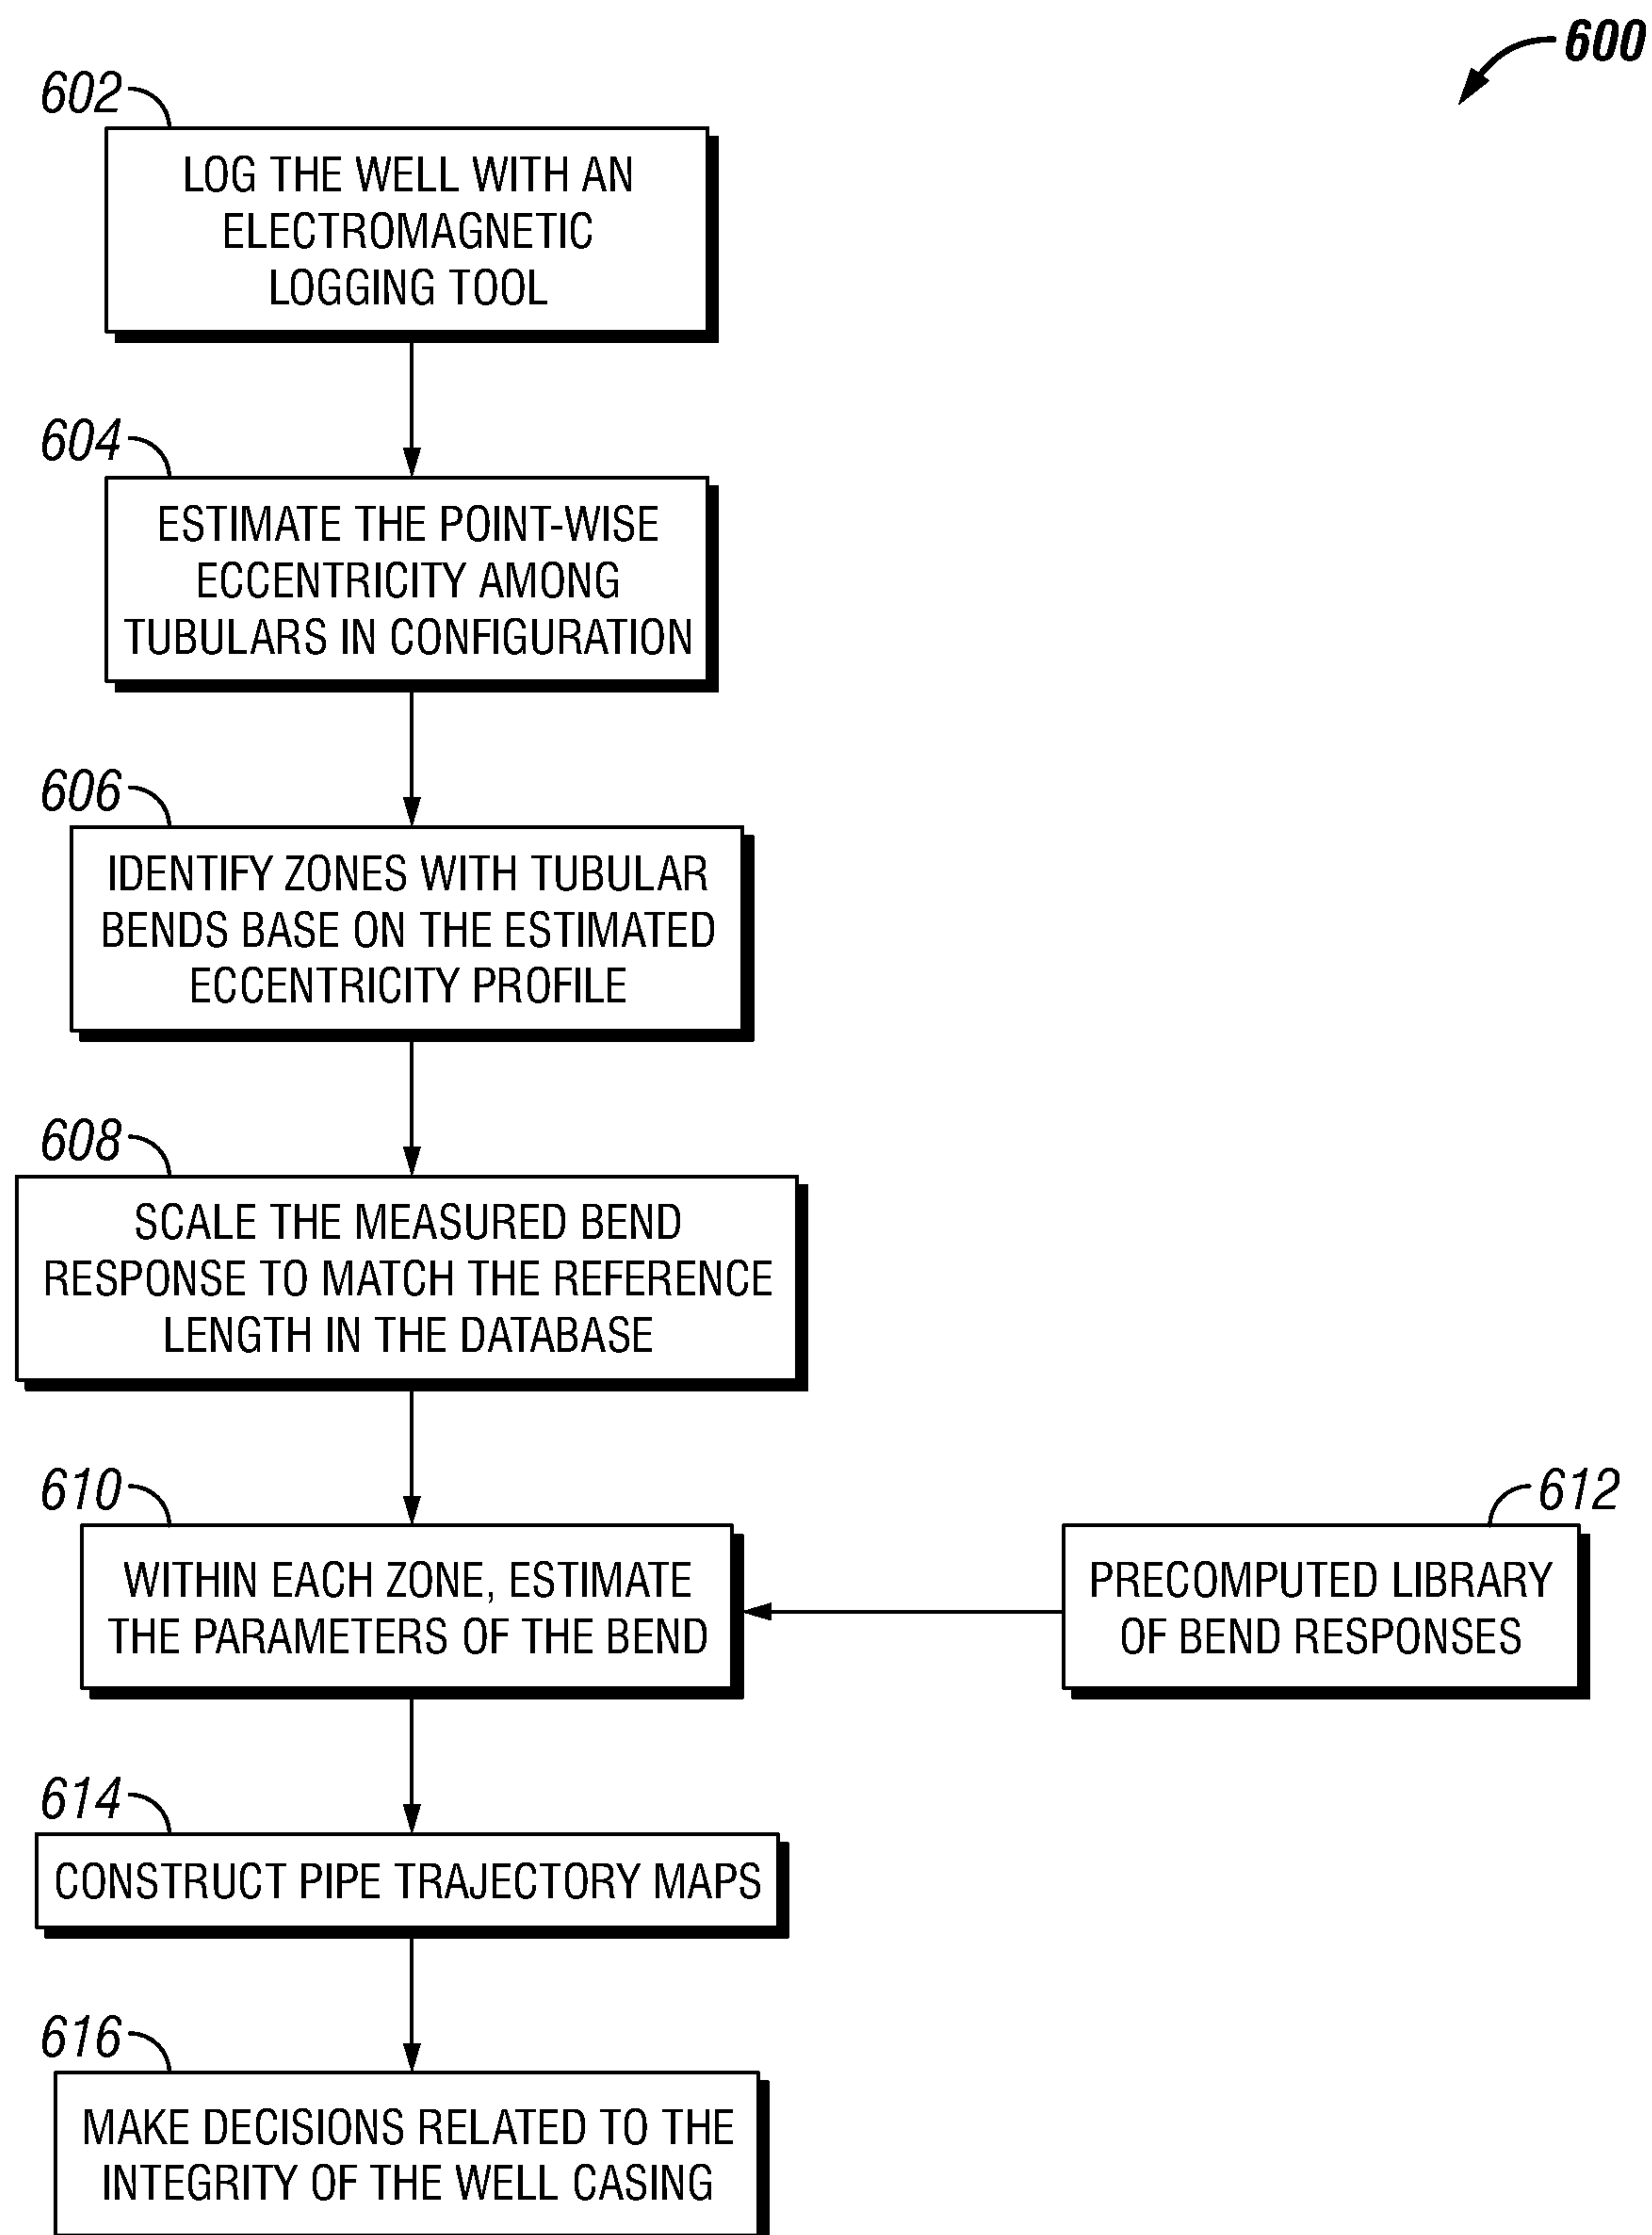 600
602
LOG THE WELL WITH AN
ELECTROMAGNETIC
LOGGING TOOL
604
ESTIMATE THE POINT-WISE
ECCENTRICITY AMONG
TUBULARS IN CONFIGURATION
606
IDENTIFY ZONES WITH TUBULAR
BENDS BASE ON THE ESTIMATED
ECCENTRICITY PROFILE
608
SCALE THE MEASURED BEND
RESPONSE TO MATCH THE REFERENCE
LENGTH IN THE DATABASE
610
WITHIN EACH ZONE, ESTIMATE
THE PARAMETERS OF THE BEND
612
PRECOMPUTED LIBRARY
OF BEND RESPONSES
614
CONSTRUCT PIPE TRAJECTORY MAPS
616
MAKE DECISIONS RELATED TO THE
INTEGRITY OF THE WELL CASING